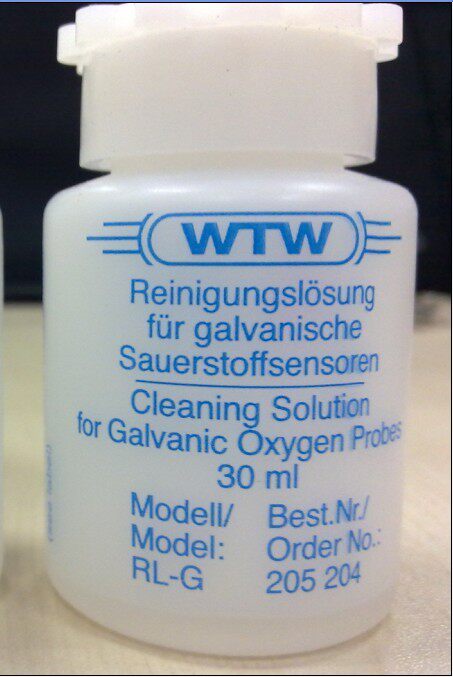 WTW
Reinigungslösung
für galvanische
Sauerstoffsensoren
Cleaning Solution
for Galvanic Oxygen Probes
30 ml
Modell/ Best.Nr./
Model: Order No.:
RL-G 205 204